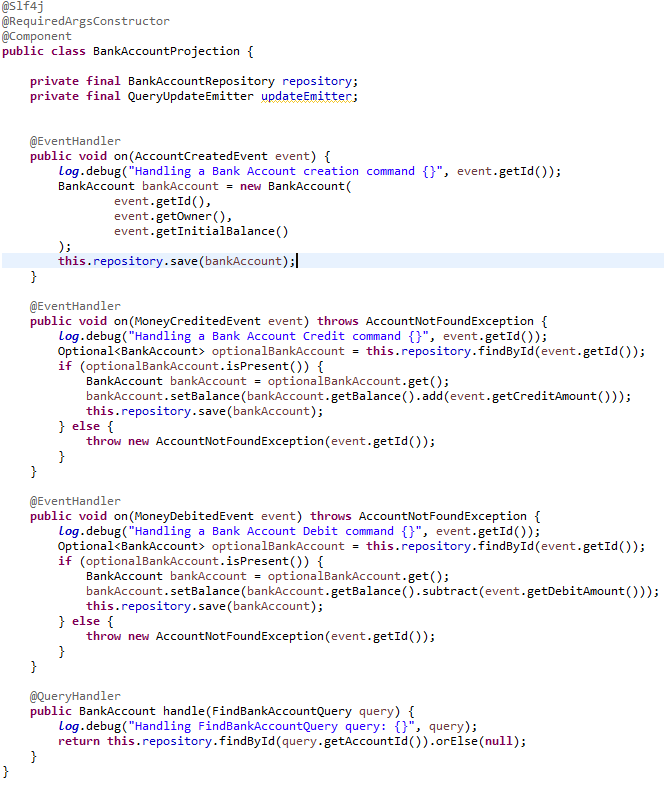 @Slf4j
@RequiredArgsConstructor
@Component
public class BankAccountProjection {
private final BankAccountRepository repository;
private final QueryUpdateEmitter updateEmitter;
@EventHandler
public void on(AccountCreatedEvent event) {
log.debug("Handling a Bank Account creation command {}", event.getId());
BankAccount bankAccount = new BankAccount(
event.getId(),
event.getOwner(),
event.getInitialBalance()
);
this.repository.save(bankAccount);
}
@EventHandler
public void on(MoneyCreditedEvent event) throws AccountNotFoundException {
log.debug("Handling a Bank Account Credit command {}", event.getId());
Optional<BankAccount> optionalBankAccount = this.repository.findById(event.getId());
if (optionalBankAccount.isPresent()) {
BankAccount bankAccount = optionalBankAccount.get();
bankAccount.setBalance(bankAccount.getBalance().add(event.getCreditAmount()));
this.repository.save(bankAccount);
} else {
throw new AccountNotFoundException(event.getId());
}
}
@EventHandler
public void on(MoneyDebitedEvent event) throws AccountNotFoundException {
log.debug("Handling a Bank Account Debit command {}", event.getId());
Optional<BankAccount> optionalBankAccount = this.repository.findById(event.getId());
if (optionalBankAccount.isPresent()) {
BankAccount bankAccount = optionalBankAccount.get();
bankAccount.setBalance(bankAccount.getBalance().subtract(event.getDebitAmount()));
this.repository.save(bankAccount);
} else {
throw new AccountNotFoundException(event.getId());
}
}
@QueryHandler
public BankAccount handle(FindBankAccountQuery query) {
log.debug("Handling FindBankAccountQuery query: {}", query);
return this.repository.findById(query.getAccountId()).orElse(null);
}
}